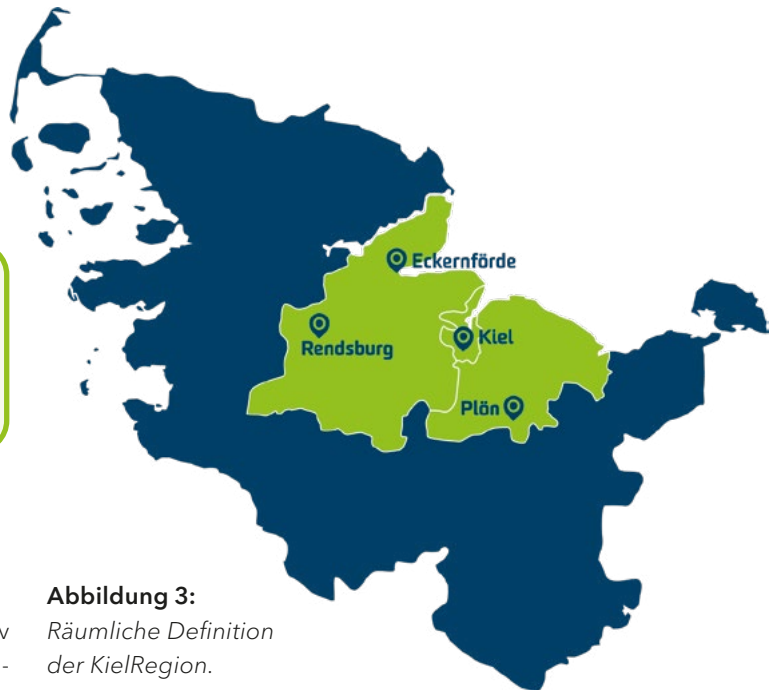 Eckernförde
Kiel
Rendsburg
Plön
Abbildung 3:
v
Räumliche Definition
-
der KielRegion.